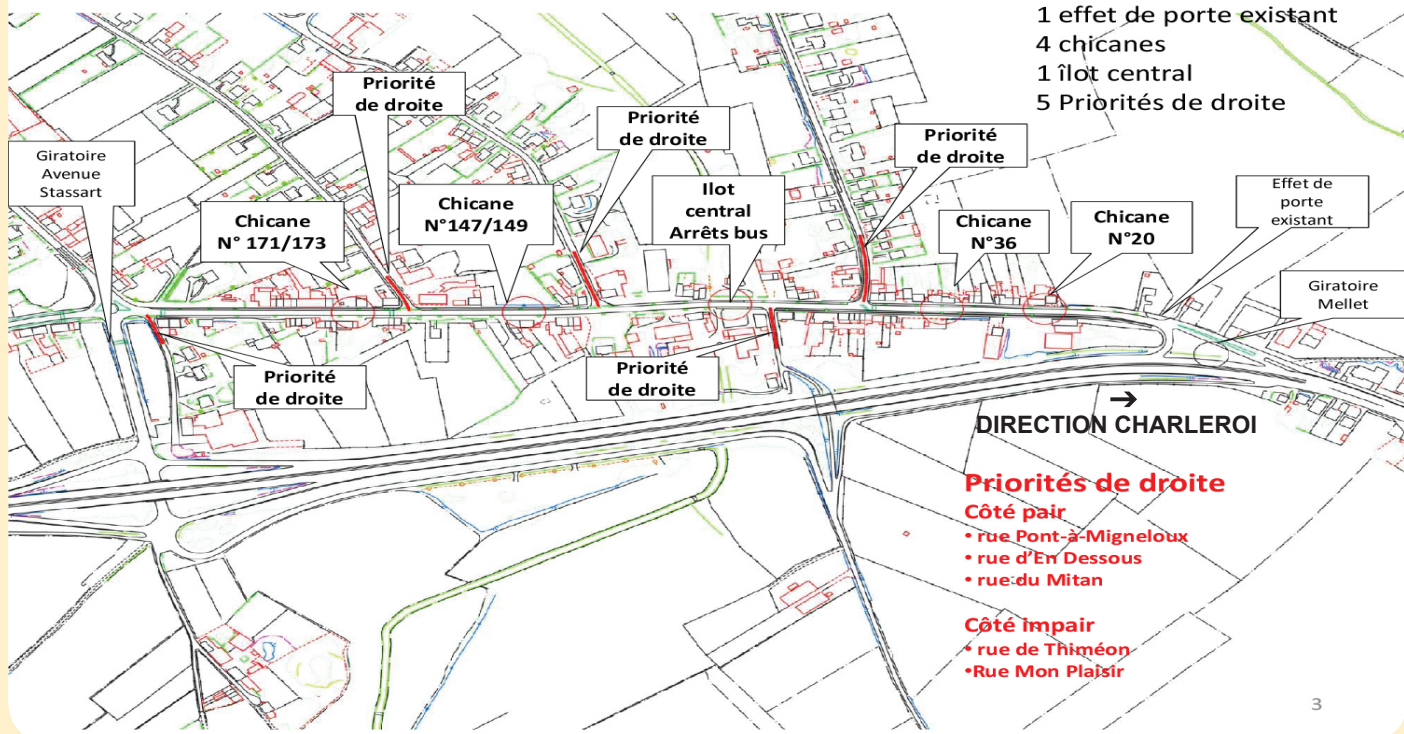 1 effet de porte existant
4 chicanes
1 îlot central
5 Priorités de droite
Priorité
de droite
Priorité
de droite
Priorité
de droite
Giratoire
Avenue
Stassart
Chicane
N° 171/173
Chicane
N°147/149
Ilot
central
Arrêts bus
Chicane
N°36
Chicane
N°20
Effet de
porte
existant
Giratoire
Mellet
Priorité
de droite
Priorité
de droite
➔
DIRECTION CHARLEROI
Priorités de droite
Côté pair
• rue Pont-à-Migneloux
• rue d'En Dessous
• rue du Mitan
Côté impair
• rue de Thiméon
•Rue Mon Plaisir
3